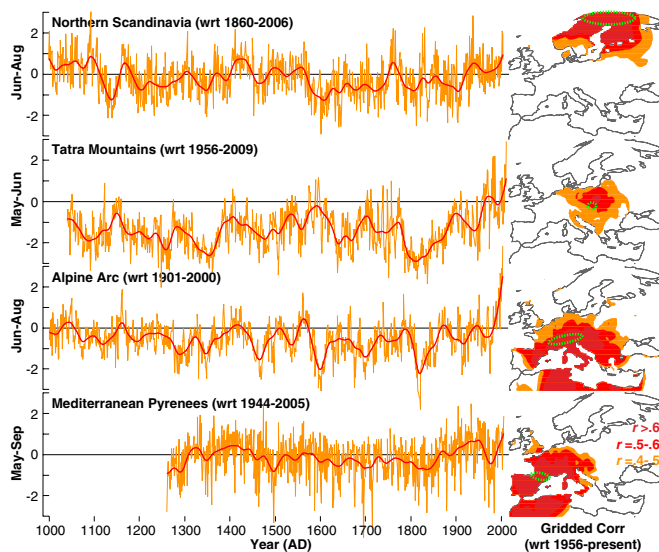 Northern Scandinavia (wrt 1860-2006)
Jun-Aug
2
0
-2
Tatra Mountains (wrt 1956-2009)
May-Jun
2
0
-2
Alpine Arc (wrt 1901-2000)
Jun-Aug
2
0
-2
Mediterranean Pyrenees (wrt 1944-2005)
May-Sep
2
0
-2
r >.6
r =.5-.6
r =.4-.5
1000 1100 1200 1300 1400 1500 1600 1700 1800 1900 2000
Year (AD)
Gridded Corr
(wrt 1956-present)